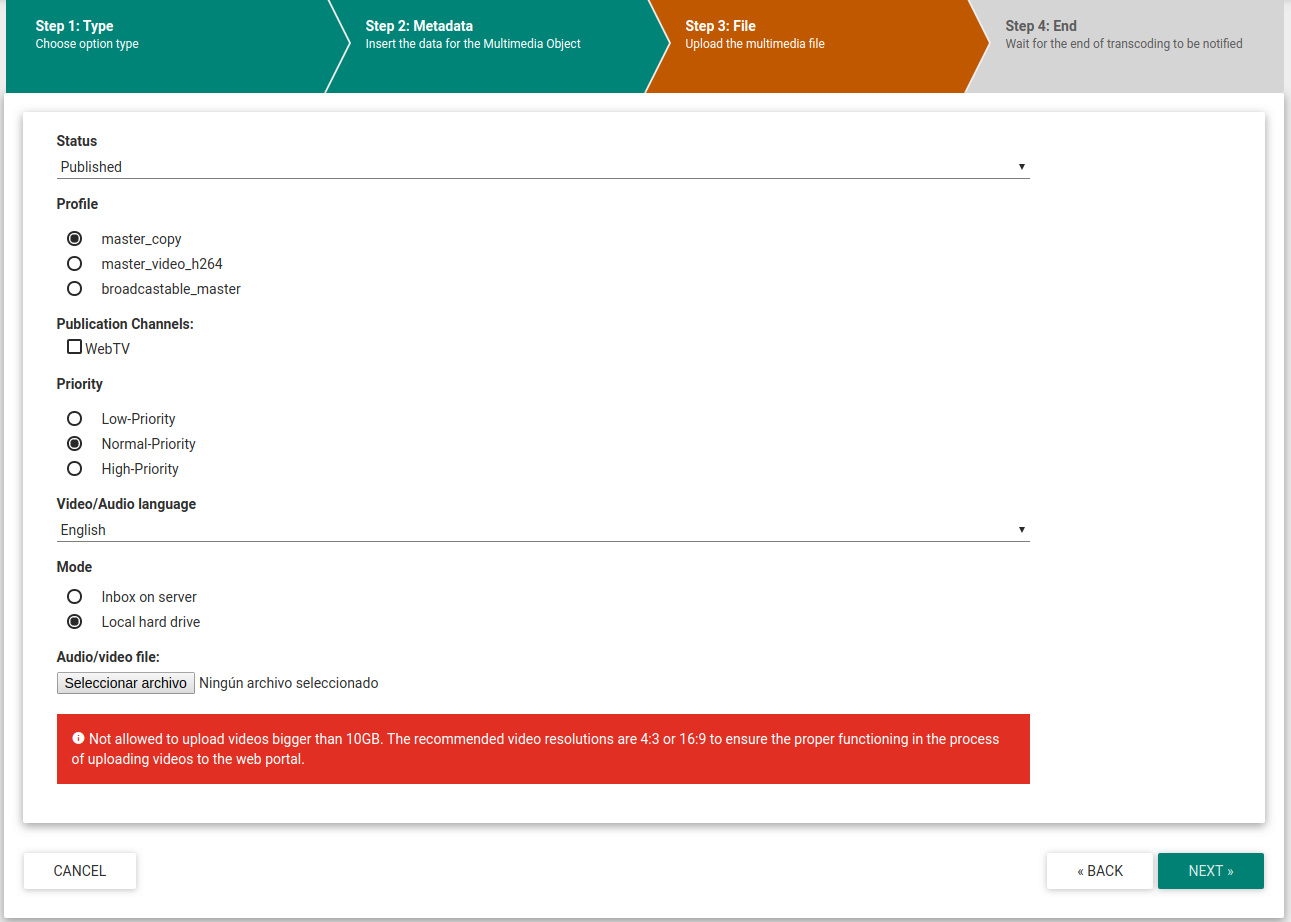 Step 1: Type
Choose option type
Step 2: Metadata
Insert the data for the Multimedia Object
Step 3: File
Upload the multimedia file
Step 4: End
Wait for the end of transcoding to be notified
Status
Published
Profile
master_copy
master_video_h264
broadcastable_master
Publication Channels:
WebTV
Priority
Low-Priority
Normal-Priority
High-Priority
Video/Audio language
English
Mode
Inbox on server
Local hard drive
Audio/video file:
Seleccionar archivo Ningún archivo seleccionado
Not allowed to upload videos bigger than 10GB. The recommended video resolutions are 4:3 or 16:9 to ensure the proper functioning in the process
of uploading videos to the web portal.
CANCEL
« BACK
NEXT »